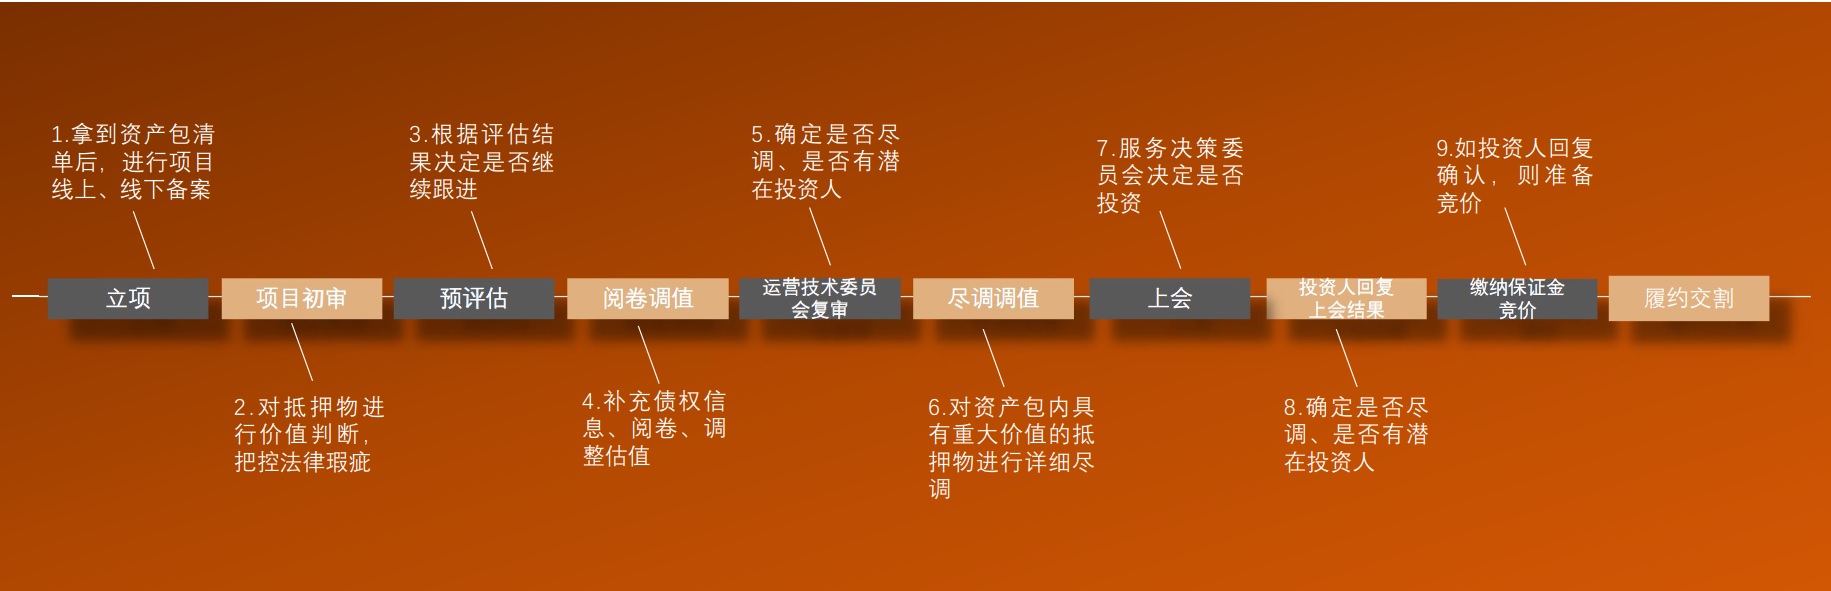 1.拿到资产包清
单后，进行项目
线上、线下备案
3.根据评估结
果决定是否继
续跟进
5.确定是否尽
调、是否有潜
在投资人
7.服务决策委
员会决定是否
投资
9.如投资人回复
确认，则准备
竞价
立项
项目初审
预评估
阅卷调值
运营技术委员
会复审
尽调调值
上会
投资人回复
上会结果
缴纳保证金
竞价
履约交割
2.对抵押物进
行价值判断，
把控法律瑕疵
4.补充债权信
息、阅卷、调
整估值
6.对资产包内具
有重大价值的抵
押物进行详细尽
调
8.确定是否尽
调、是否有潜
在投资人